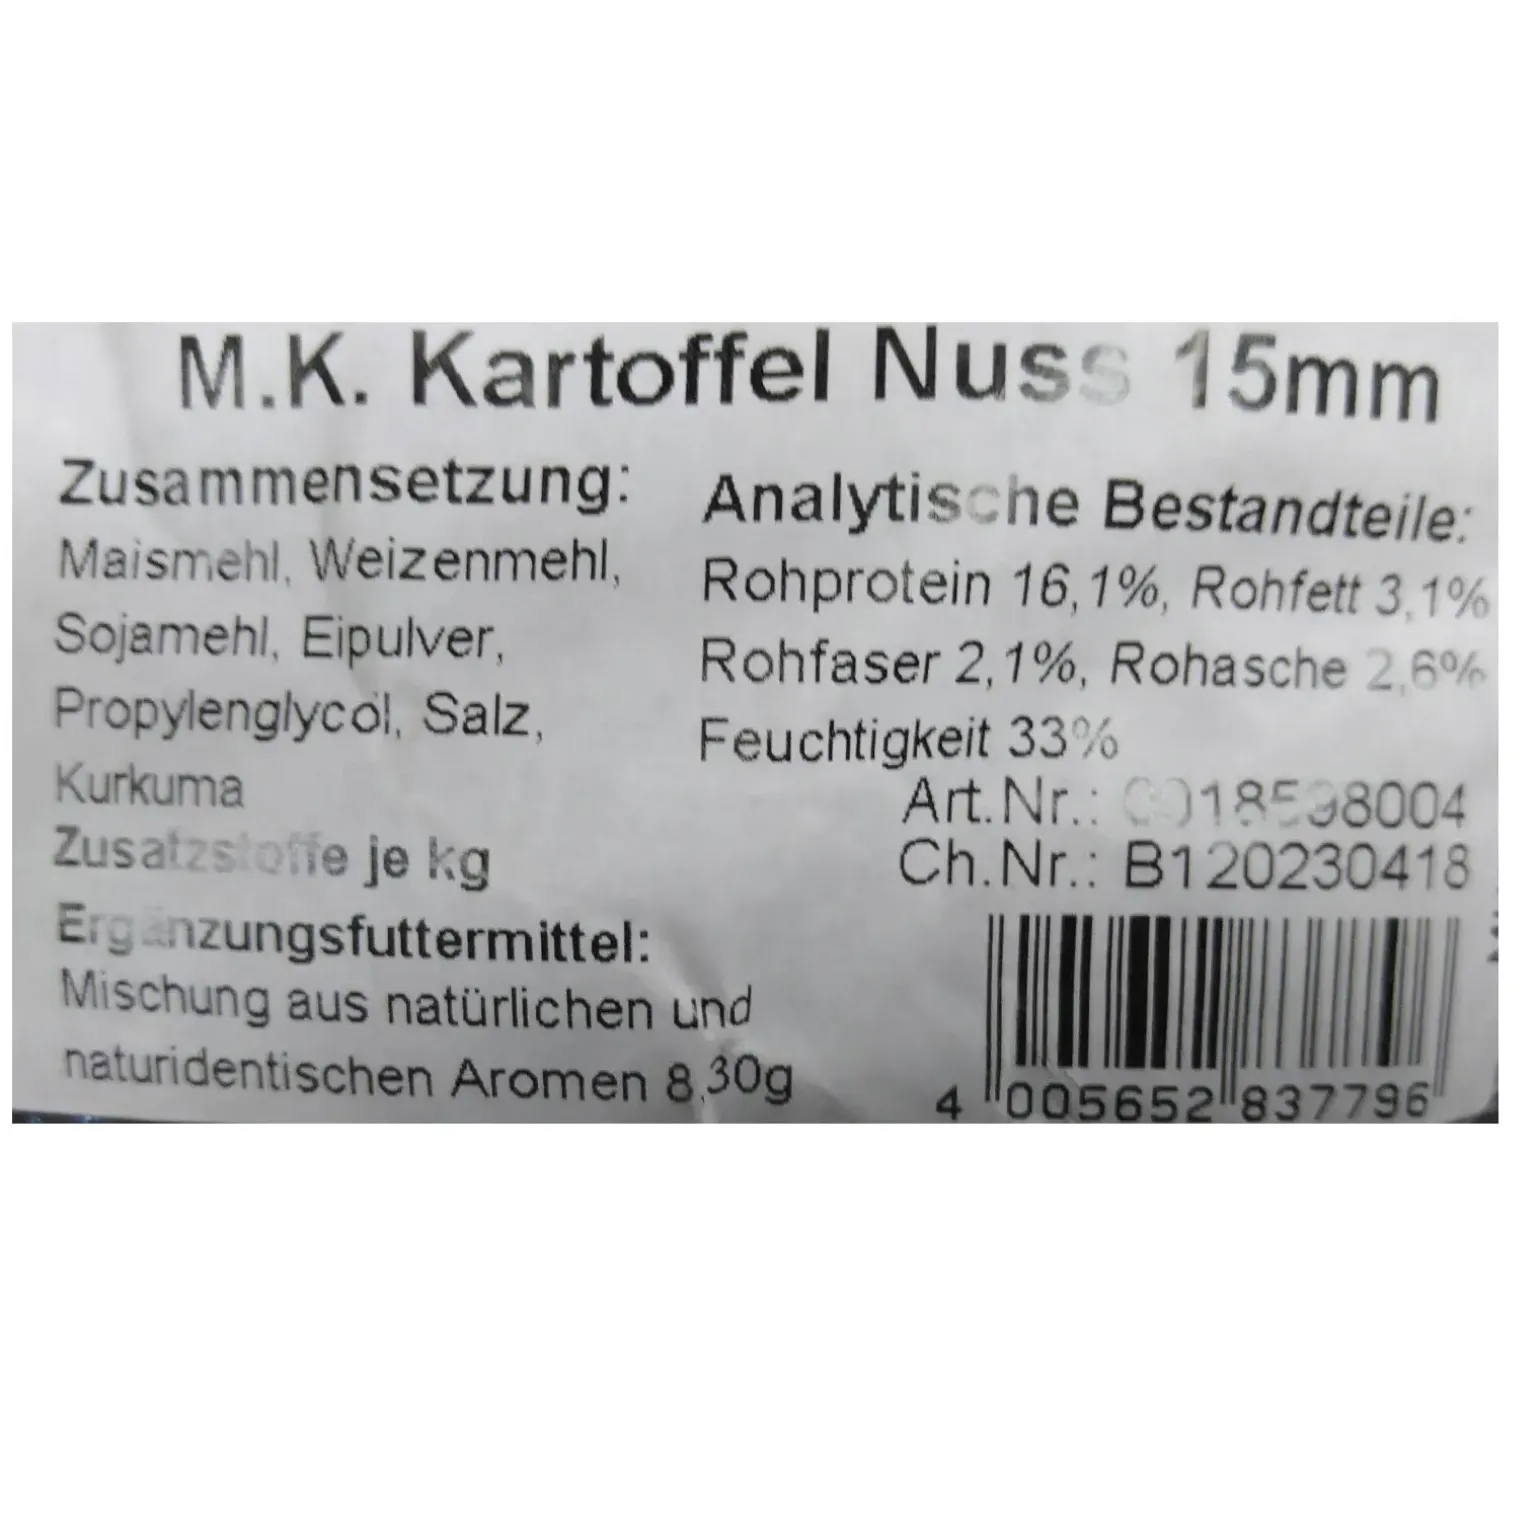 M.K. Kartoffel Nuss 15mm
Zusammensetzung:
Maismehl, Weizenmehl,
Sojamehl, Eipulver,
Propylenglycol, Salz,
Kurkuma
Zusatzstoffe je kg
Ergänzungsfuttermittel:
Mischung aus natürlichen und
naturidentischen Aromen 8,30g
Analytische Bestandteile:
Rohprotein 16,1%, Rohfett 3,1%
Rohfaser 2,1%, Rohasche 2,6%
Feuchtigkeit 33%
Art.Nr.:
Ch.Nr.: B120230418
4 005652 837796